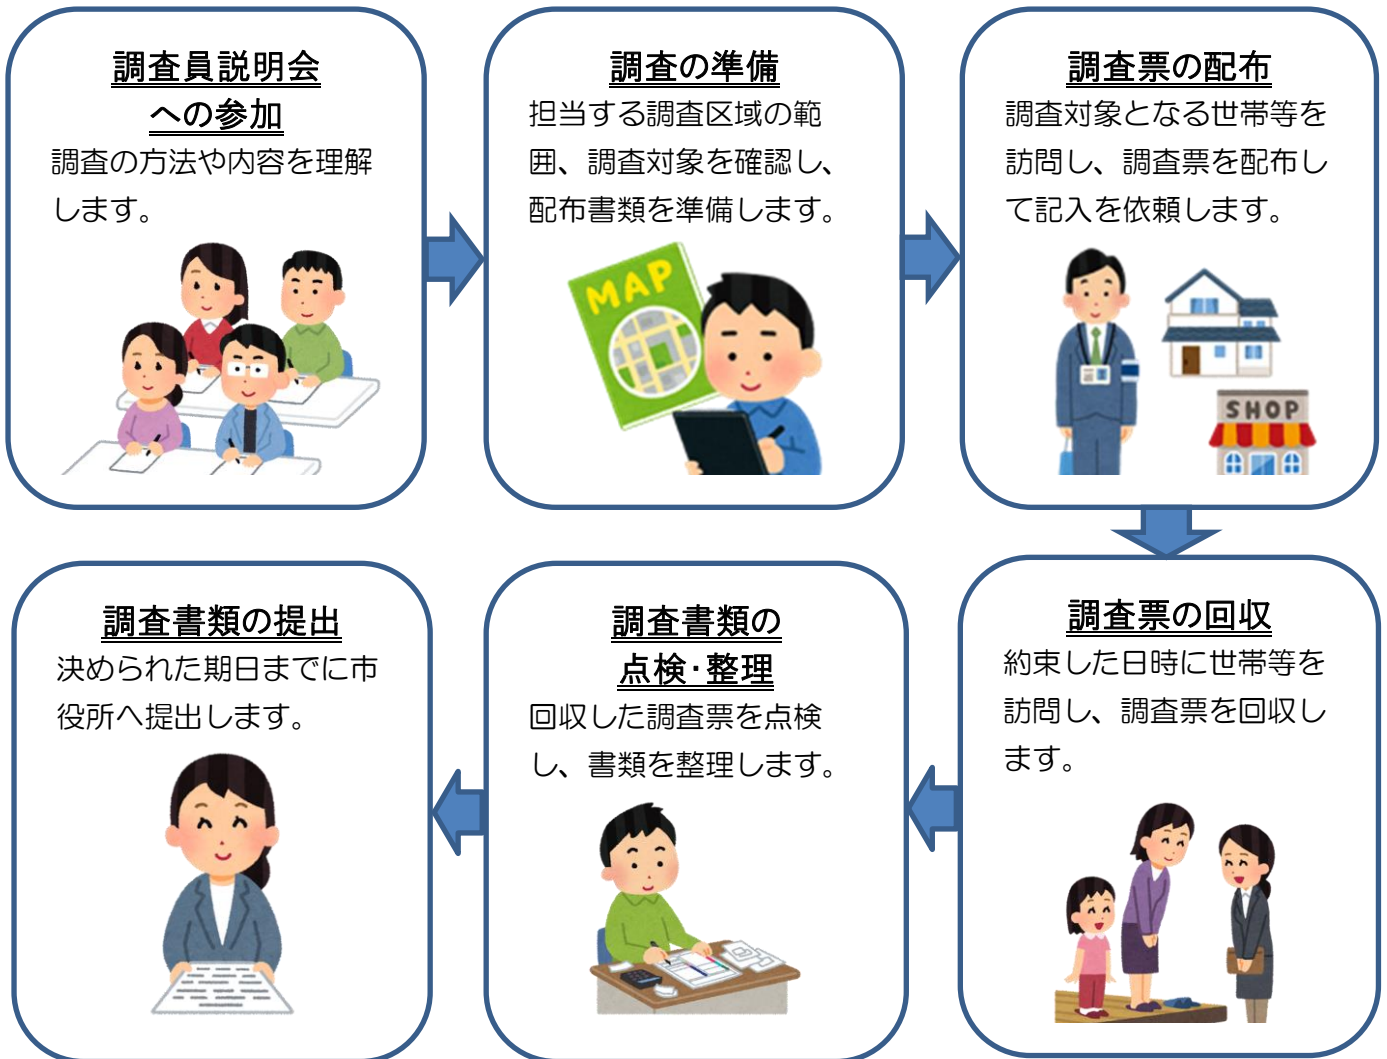 調査員説明会
への参加
調査の方法や内容を理解
します。
調査の準備
担当する調査区域の範
囲、調査対象を確認し、
配布書類を準備します。
MAP
調査票の配布
調査対象となる世帯等を
訪問し、調査票を配布し
て記入を依頼します。
SHOP
調査票の回収
約束した日時に世帯等を
訪問し、調査票を回収し
ます。
調査書類の
点検・整理
回収した調査票を点検
し、書類を整理します。
調査書類の提出
決められた期日までに市
役所へ提出します。